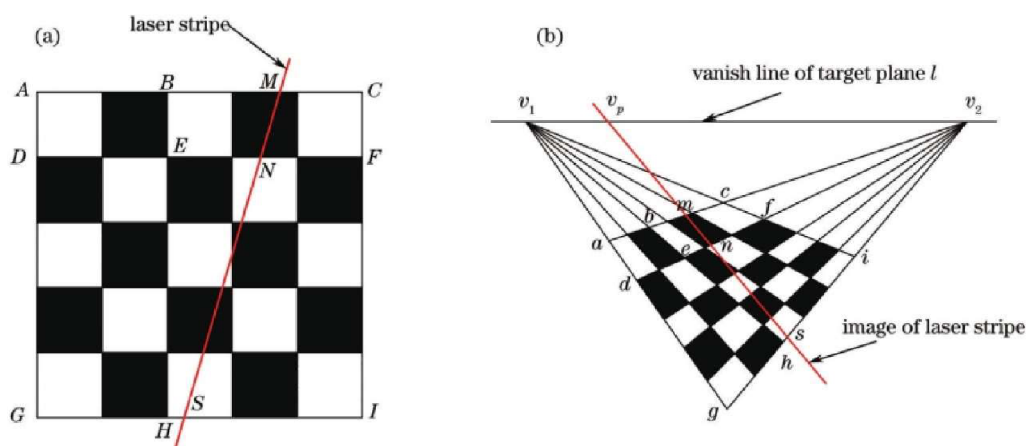 (a)
laser stripe
A
B
M
C
D
E
F
N
G
H
S
I
(b)
vanish line of target plane l
v1
vp
v2
a
b
m
c
f
d
e
n
i
s
h
g
image of laser stripe